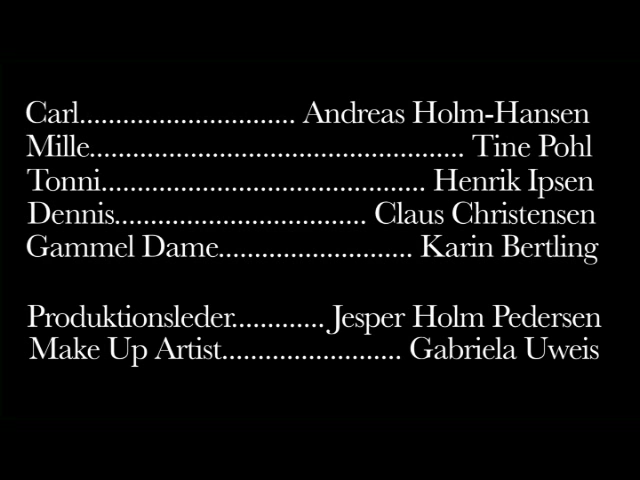 Carl.............................. Andreas Holm-Hansen
Mille.................................................... Tine Pohl
Tonni............................................. Henrik Ipsen
Dennis................................... Claus Christensen
Gammel Dame........................... Karin Bertling
Produktionsleder............. Jesper Holm Pedersen
Make Up Artist......................... Gabriela Uweis